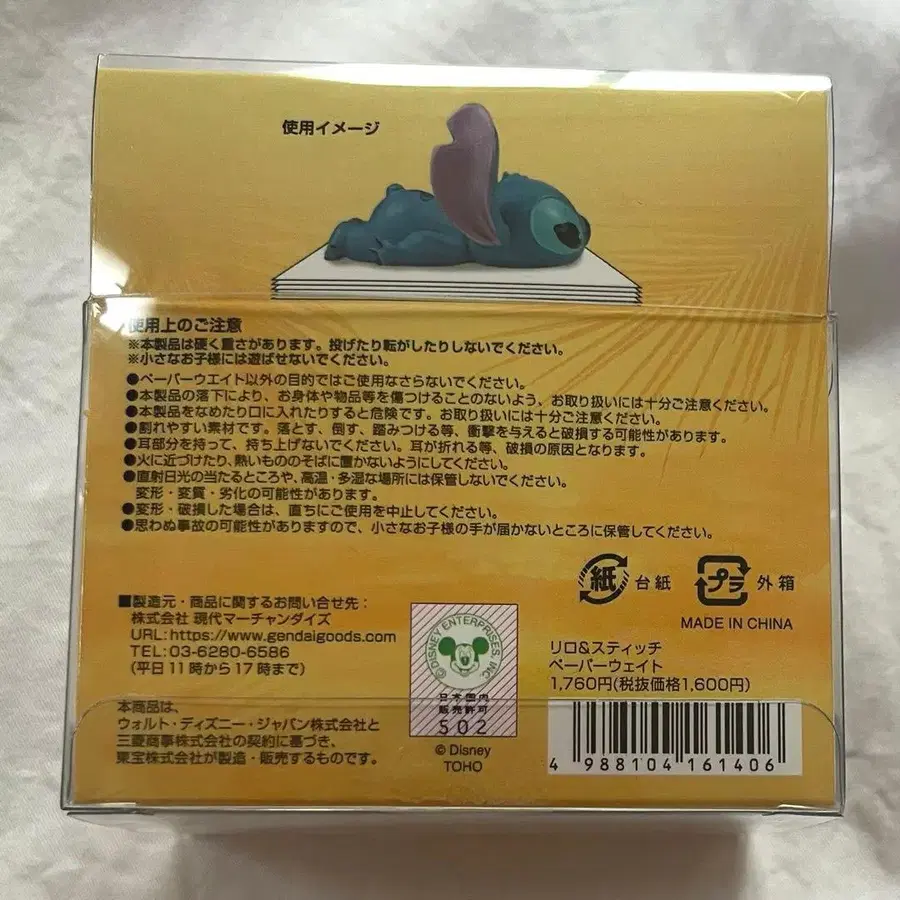 使用イメージ
使用上のご注意
※本製品は硬く重さがあります。投げたり転がしたりしないでください。
※小さなお子様には遊ばせないでください。
●ペーパーウエイト以外の目的ではご使用なさらないでください。
●本製品の落下により、お身体や物品等を傷つけることのないよう、お取り扱いには十分ご注意ください。
●本製品をなめたり口に入れたりすると危険です。お取り扱いには十分ご注意ください。
●割れやすい素材です。落とす、倒す、踏みつける等、衝撃を与えると破損する可能性があります。
●耳部分を持って、持ち上げないでください。耳が折れる等、破損の原因となります。
●火に近づけたり、熱いもののそばに置かないようにしてください。
●直射日光の当たるところや、高温・多湿な場所には保管しないでください。
変形・変質・劣化の可能性があります。
●変形・破損した場合は、直ちにご使用を中止してください。
●思わぬ事故の可能性がありますので、小さなお子様の手が届かないところに保管してください。
紙 台紙 プラ 外箱
MADE IN CHINA
■製造元・商品に関するお問い合せ先：
株式会社 現代マーチャンダイズ
URL:https://www.gendaigoods.com
TEL:03-6280-6586
(平日11時から17時まで)
本商品は、
ウォルト・ディズニー・ジャパン株式会社と
三菱商事株式会社の契約に基づき、
東宝株式会社が製造・販売するものです。
© DISNEY ENTERPRISES, INC.
日本国内
販売許可
502
© Disney
TOHO
リロ&スティッチ
ペーパーウェイト
1,760円(税抜価格1,600円)
4 988104 161406